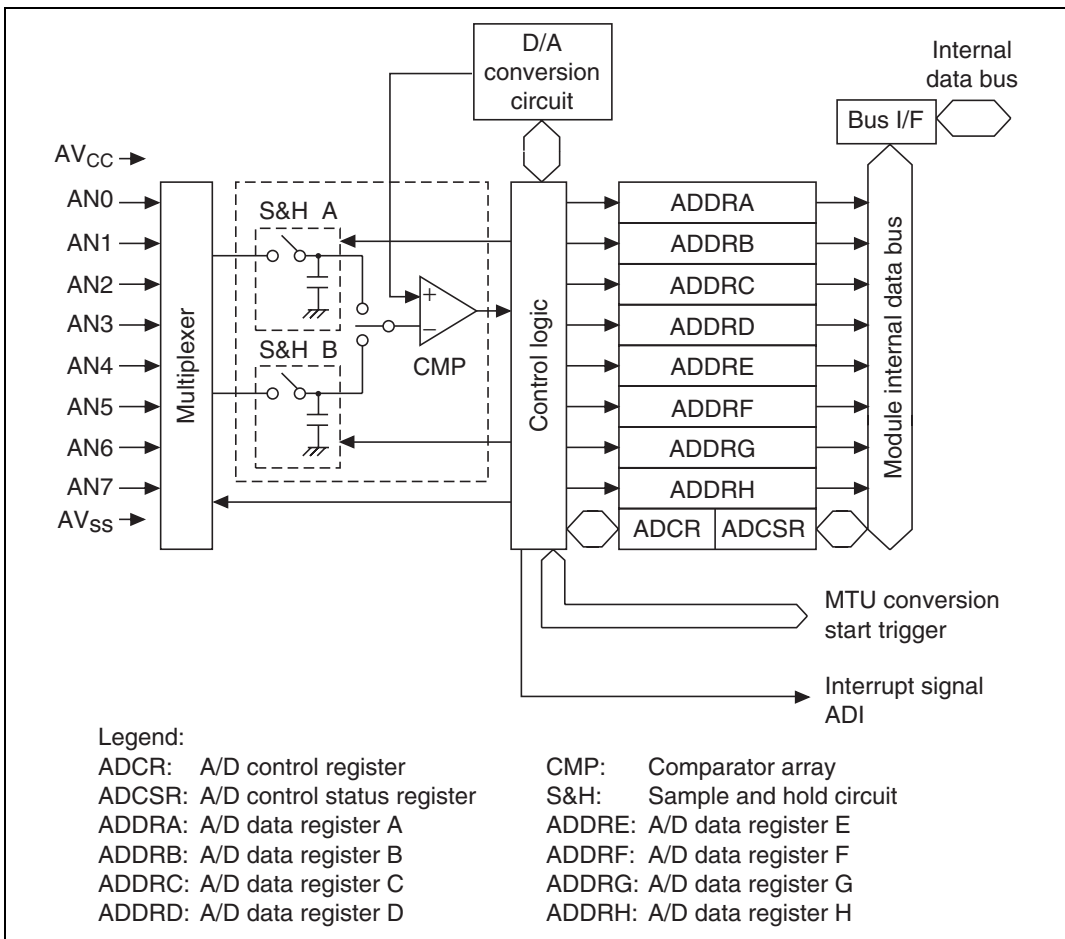 D/A
conversion
circuit
Internal
data bus
Bus I/F
AVCC
AN0
AN1
AN2
AN3
AN4
AN5
AN6
AN7
AVSS
Multiplexer
S&H A
S&H B
+
−
CMP
Control logic
ADDRA
ADDRB
ADDRC
ADDRD
ADDRE
ADDRF
ADDRG
ADDRH
ADCR
ADCSR
Module internal data bus
MTU conversion
start trigger
Interrupt signal
ADI
Legend:
ADCR: A/D control register
ADCSR: A/D control status register
ADDRA: A/D data register A
ADDRB: A/D data register B
ADDRC: A/D data register C
ADDRD: A/D data register D
CMP: Comparator array
S&H: Sample and hold circuit
ADDRE: A/D data register E
ADDRF: A/D data register F
ADDRG: A/D data register G
ADDRH: A/D data register H